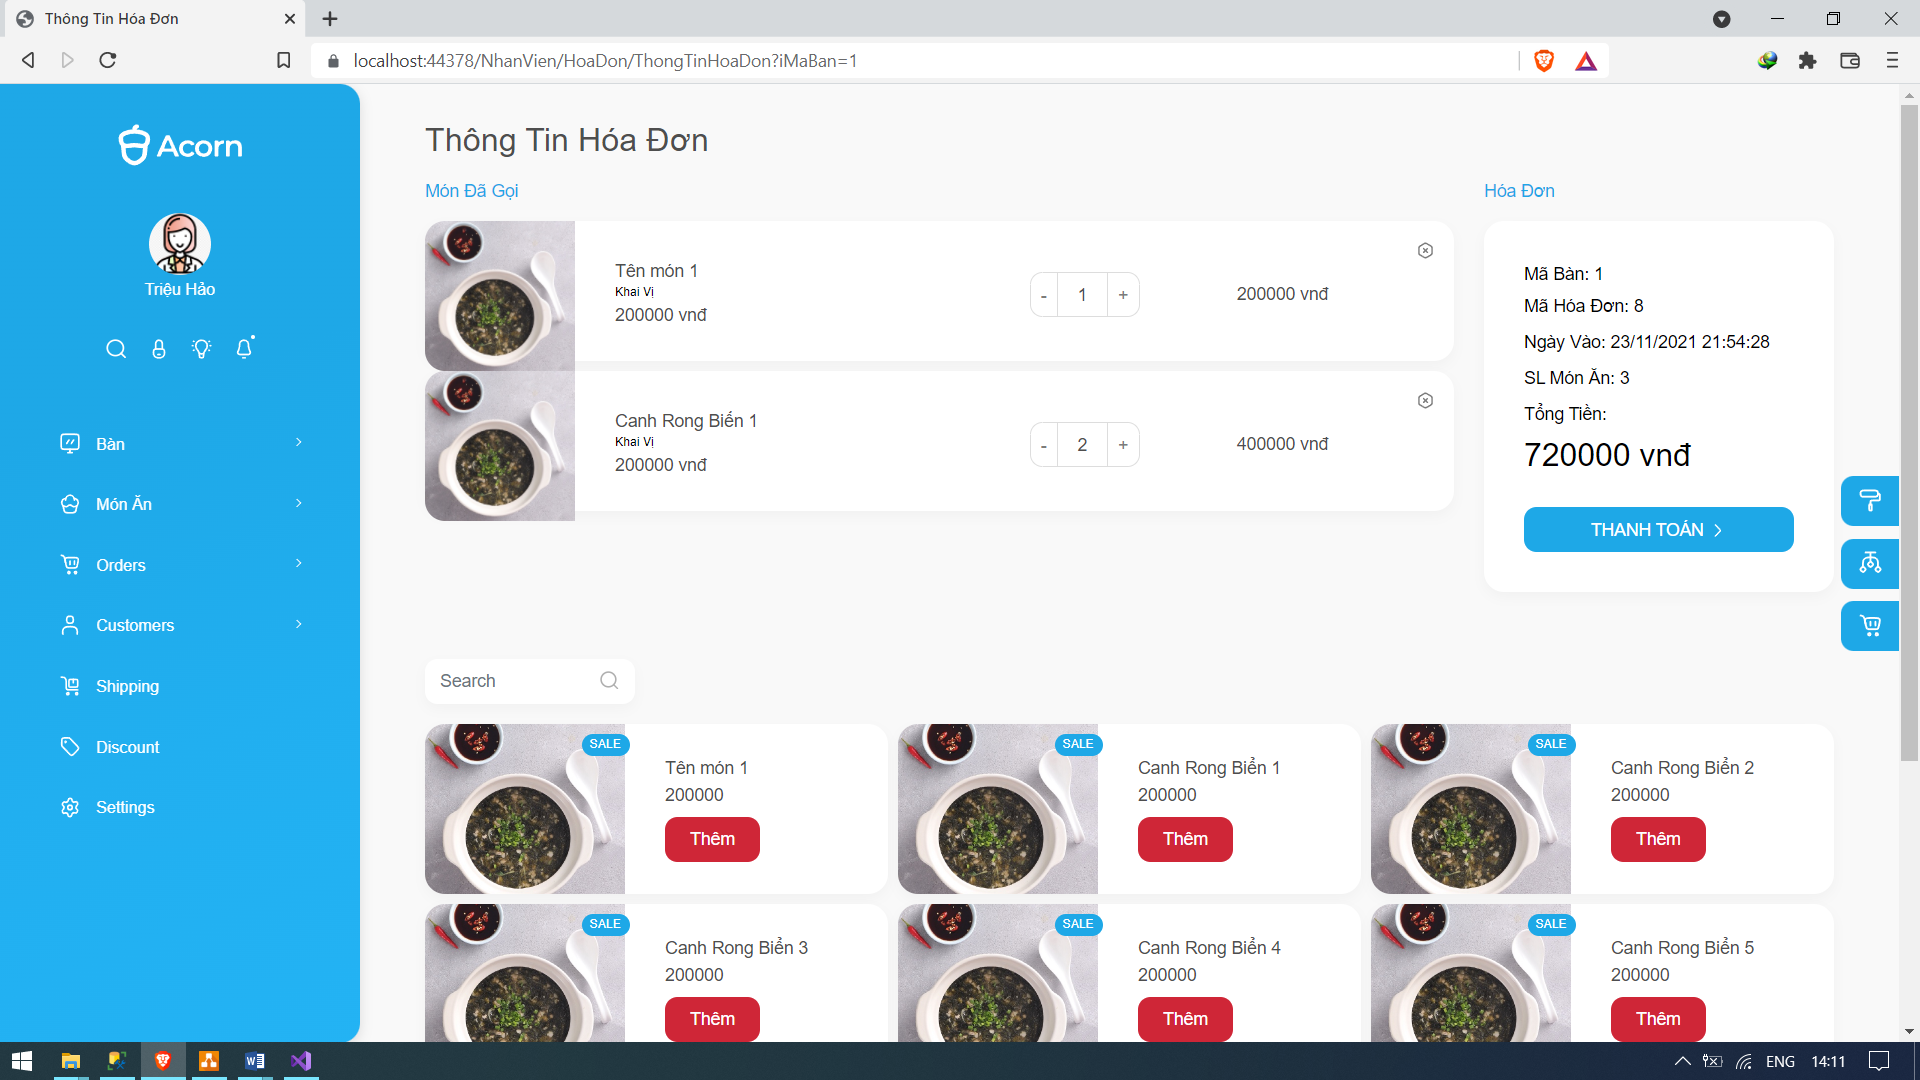 Thông Tin Hóa Đơn
localhost:44378/NhanVien/HoaDon/ThongTinHoaDon?iMaBan=1
Acorn
Triệu Hảo
Bàn
Món Ăn
Orders
Customers
Shipping
Discount
Settings
Thông Tin Hóa Đơn
Món Đã Gọi
Tên món 1
Khai Vị
200000 vnđ
- 1 +
200000 vnđ
Canh Rong Biển 1
Khai Vị
200000 vnđ
- 2 +
400000 vnđ
Hóa Đơn
Mã Bàn: 1
Mã Hóa Đơn: 8
Ngày Vào: 23/11/2021 21:54:28
SL Món Ăn: 3
Tổng Tiền:
720000 vnđ
THANH TOÁN
Search
SALE
Tên món 1
200000
Thêm
SALE
Canh Rong Biển 1
200000
Thêm
SALE
Canh Rong Biển 2
200000
Thêm
SALE
Canh Rong Biển 3
200000
Thêm
SALE
Canh Rong Biển 4
200000
Thêm
SALE
Canh Rong Biển 5
200000
Thêm
ENG
14:11